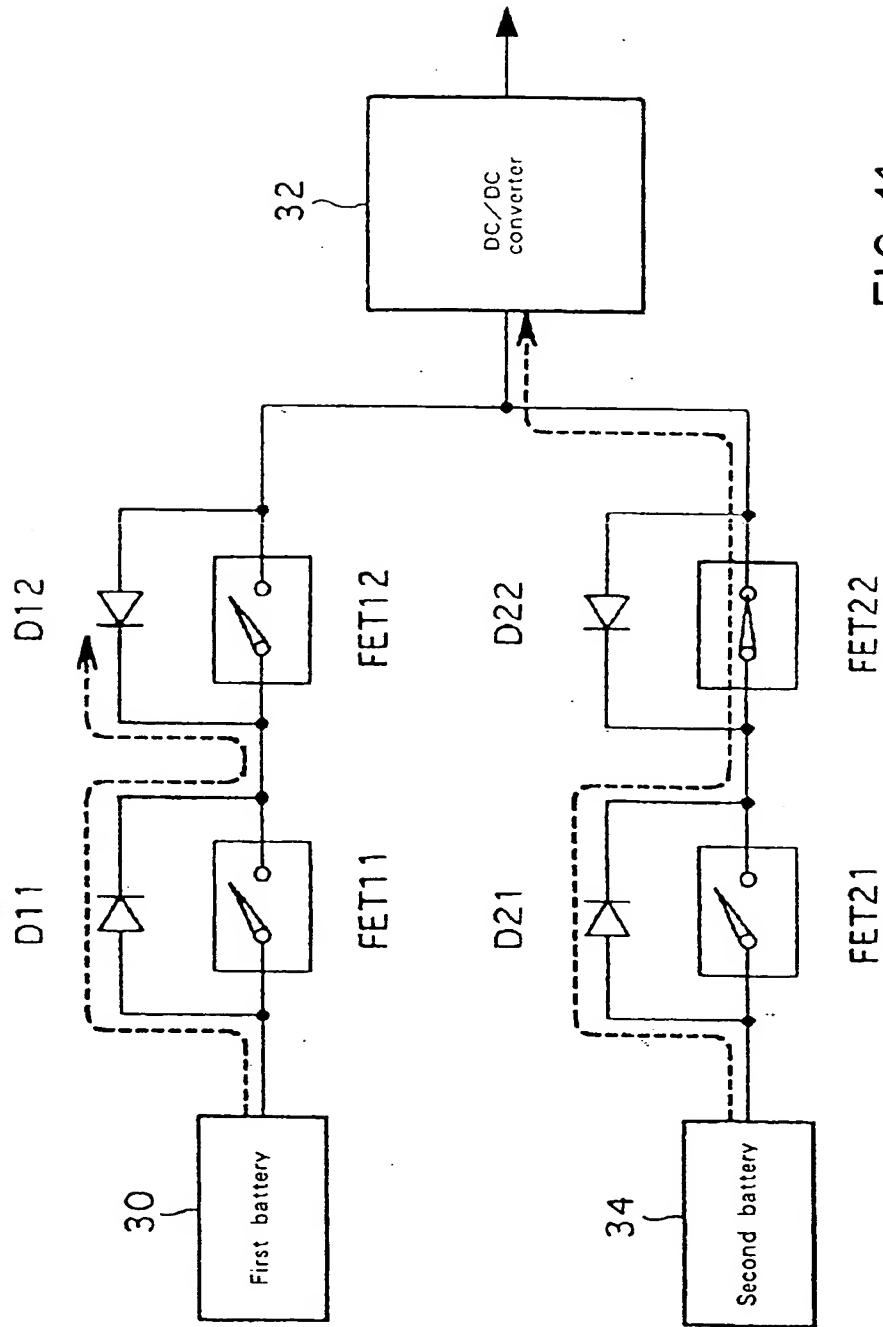 32
DC/DC
converter
D11
D12
FET11
FET12
30
First battery
D21
D22
FET21
FET22
34
Second battery